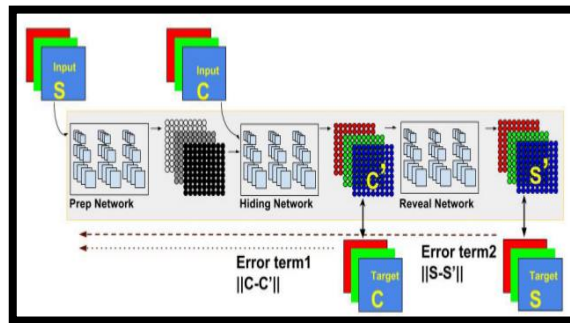 Input
S
Input
C
C'
S'
Prep Network
Hiding Network
Reveal Network
Error term1
||C-C'||
Error term2
||S-S'||
Target
C
Target
S